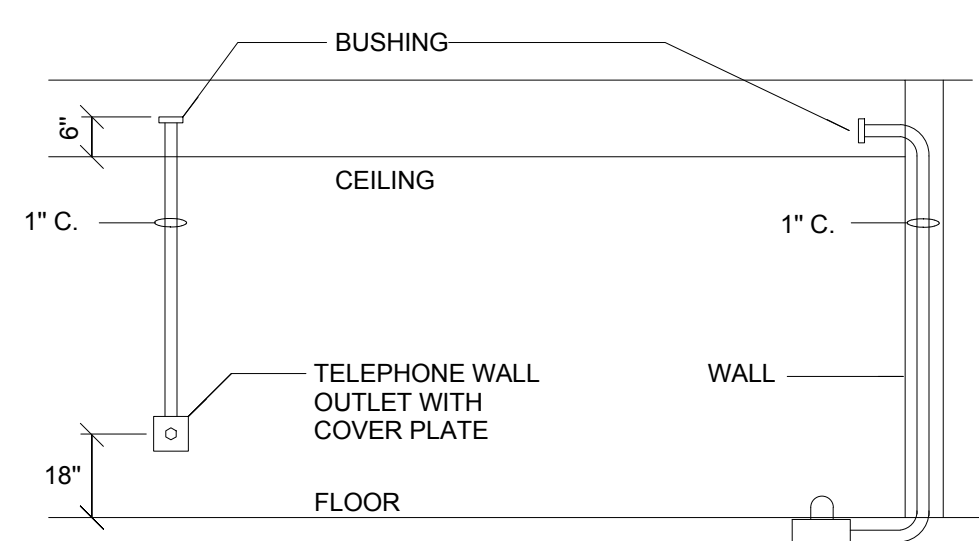 BUSHING
6"
CEILING
1" C.
1" C.
TELEPHONE WALL
OUTLET WITH
COVER PLATE
WALL
18"
FLOOR